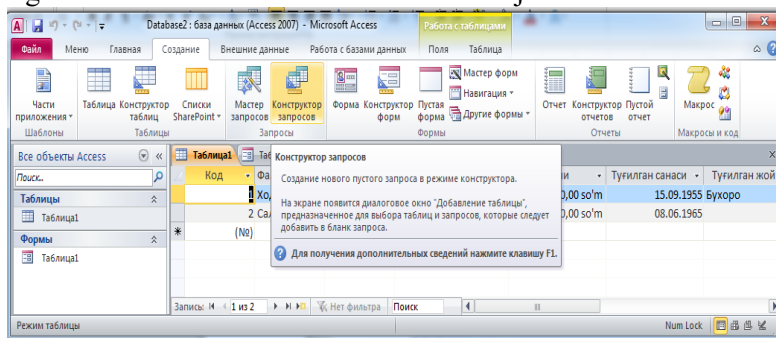 Database2 : база данных (Access 2007) - Microsoft Access
Работа с таблицами
Файл Меню Главная Создание Внешние данные Работа с базами данных Поля Таблица
Части приложения
Таблица
Конструктор таблиц
Списки SharePoint
Мастер запросов
Конструктор запросов
Форма
Конструктор форм
Пустая форма
Мастер форм
Навигация
Другие формы
Отчет
Конструктор отчетов
Пустой отчет
Макрос
Шаблоны Таблицы Запросы Формы Отчеты Макросы и код
Все объекты Access
Поиск...
Таблицы
Таблица1
Формы
Таблица1
Таблица1
Код Туғилган санаси Туғилган жой
1 15.09.1955 Бухоро
2 0,00 so'm 08.06.1965
(№)
Конструктор запросов
Создание нового пустого запроса в режиме конструктора.
На экране появится диалоговое окно "Добавление таблицы",
предназначенное для выбора таблиц и запросов, которые следует
добавить в бланк запроса.
Для получения дополнительных сведений нажмите клавишу F1.
Запись: 1 из 2 Нет фильтра Поиск
Режим таблицы Num Lock